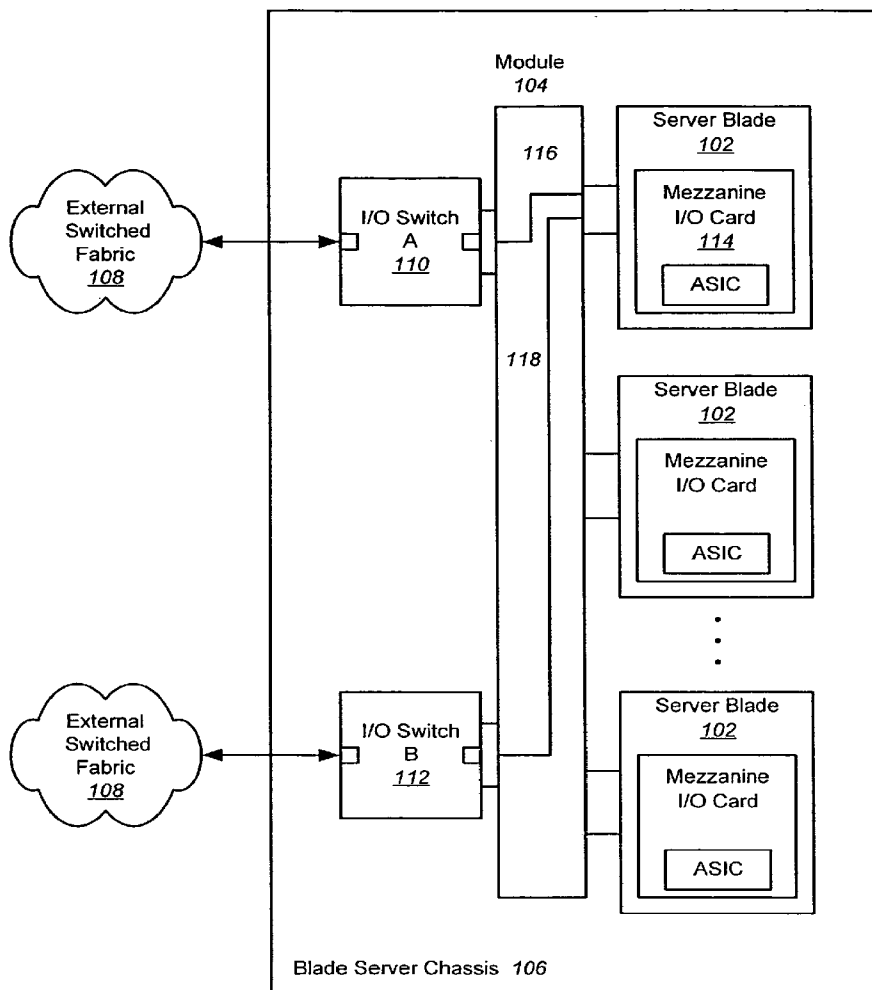 Module
104
116
Server Blade
102
Mezzanine
I/O Card
114
ASIC
External
Switched
Fabric
108
I/O Switch
A
110
118
Server Blade
102
Mezzanine
I/O Card
ASIC
External
Switched
Fabric
108
I/O Switch
B
112
Server Blade
102
Mezzanine
I/O Card
ASIC
Blade Server Chassis 106